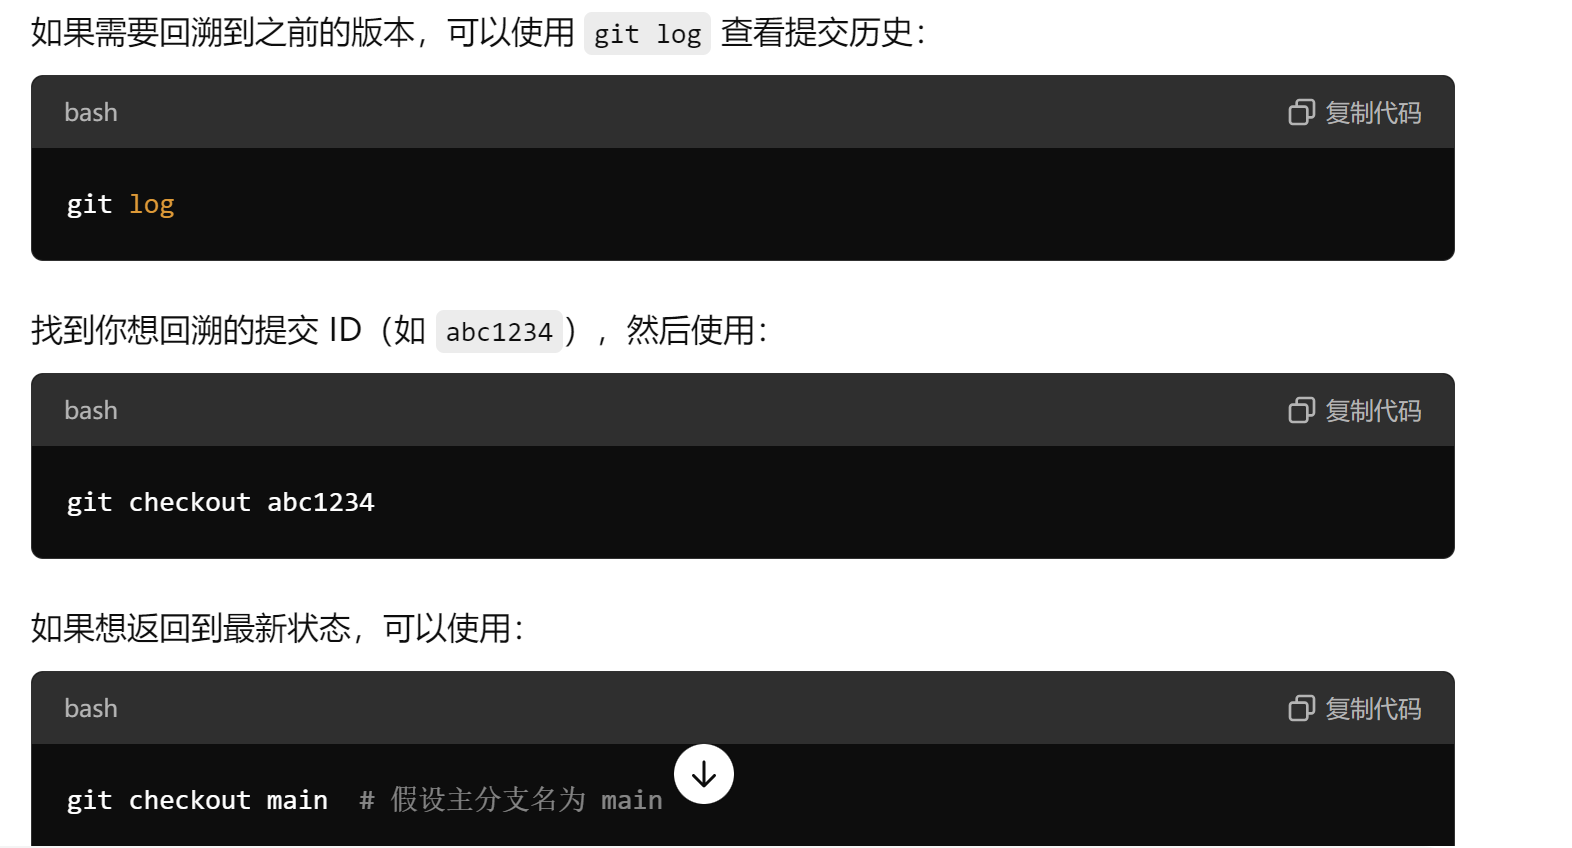 如果需要回溯到之前的版本，可以使用 git log 查看提交历史：
bash 复制代码
git log
找到你想回溯的提交 ID（如 abc1234），然后使用：
bash 复制代码
git checkout abc1234
如果想返回到最新状态，可以使用：
bash 复制代码
git checkout main  # 假设主分支名为 main